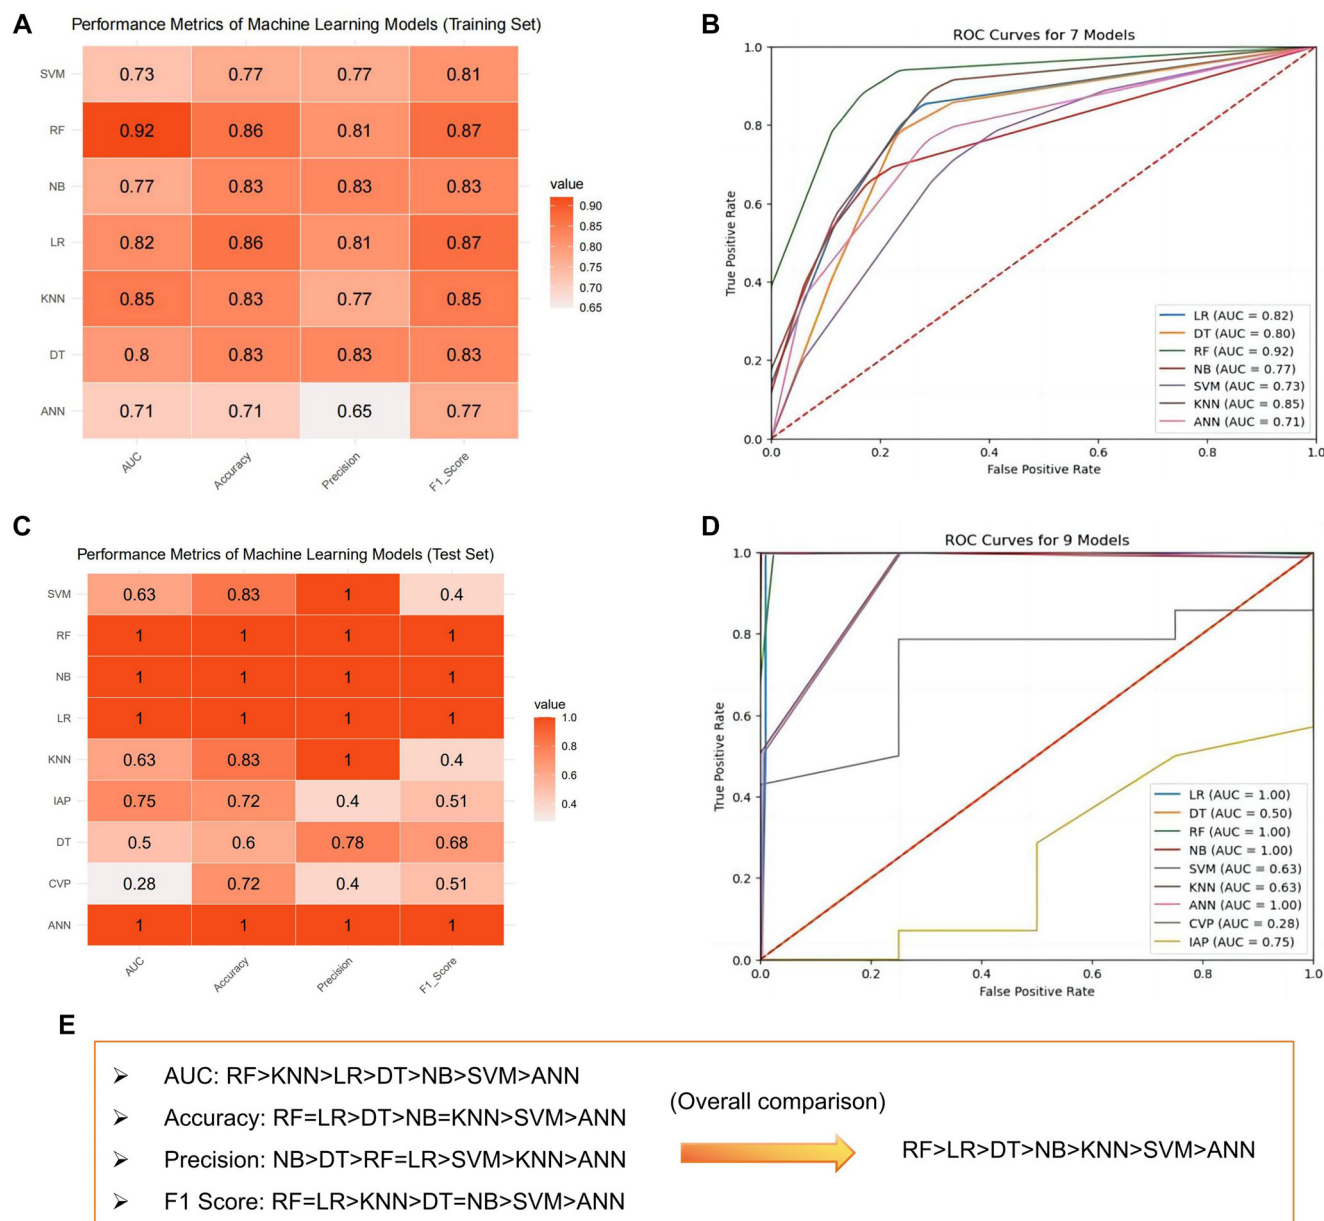 A
Performance Metrics of Machine Learning Models (Training Set)
SVM 0.73 0.77 0.77 0.81
RF 0.92 0.86 0.81 0.87
NB 0.77 0.83 0.83 0.83
LR 0.82 0.86 0.81 0.87
KNN 0.85 0.83 0.77 0.85
DT 0.8 0.83 0.83 0.83
ANN 0.71 0.71 0.65 0.77
AUC Accuracy Precision F1_Score
value
0.90
0.85
0.80
0.75
0.70
0.65
B
ROC Curves for 7 Models
True Positive Rate
1.0
0.8
0.6
0.4
0.2
0.0
0.0 0.2 0.4 0.6 0.8 1.0
False Positive Rate
LR (AUC = 0.82)
DT (AUC = 0.80)
RF (AUC = 0.92)
NB (AUC = 0.77)
SVM (AUC = 0.73)
KNN (AUC = 0.85)
ANN (AUC = 0.71)
C
Performance Metrics of Machine Learning Models (Test Set)
SVM 0.63 0.83 1 0.4
RF 1 1 1 1
NB 1 1 1 1
LR 1 1 1 1
KNN 0.63 0.83 1 0.4
IAP 0.75 0.72 0.4 0.51
DT 0.5 0.6 0.78 0.68
CVP 0.28 0.72 0.4 0.51
ANN 1 1 1 1
AUC Accuracy Precision F1_Score
value
1.0
0.8
0.6
0.4
D
ROC Curves for 9 Models
True Positive Rate
1.0
0.8
0.6
0.4
0.2
0.0
0.0 0.2 0.4 0.6 0.8 1.0
False Positive Rate
LR (AUC = 1.00)
DT (AUC = 0.50)
RF (AUC = 1.00)
NB (AUC = 1.00)
SVM (AUC = 0.63)
KNN (AUC = 0.63)
ANN (AUC = 1.00)
CVP (AUC = 0.28)
IAP (AUC = 0.75)
E
➢ AUC: RF>KNN>LR>DT>NB>SVM>ANN
➢ Accuracy: RF=LR>DT>NB=KNN>SVM>ANN
➢ Precision: NB>DT>RF=LR>SVM>KNN>ANN
➢ F1 Score: RF=LR>KNN>DT=NB>SVM>ANN
(Overall comparison)
RF>LR>DT>NB>KNN>SVM>ANN